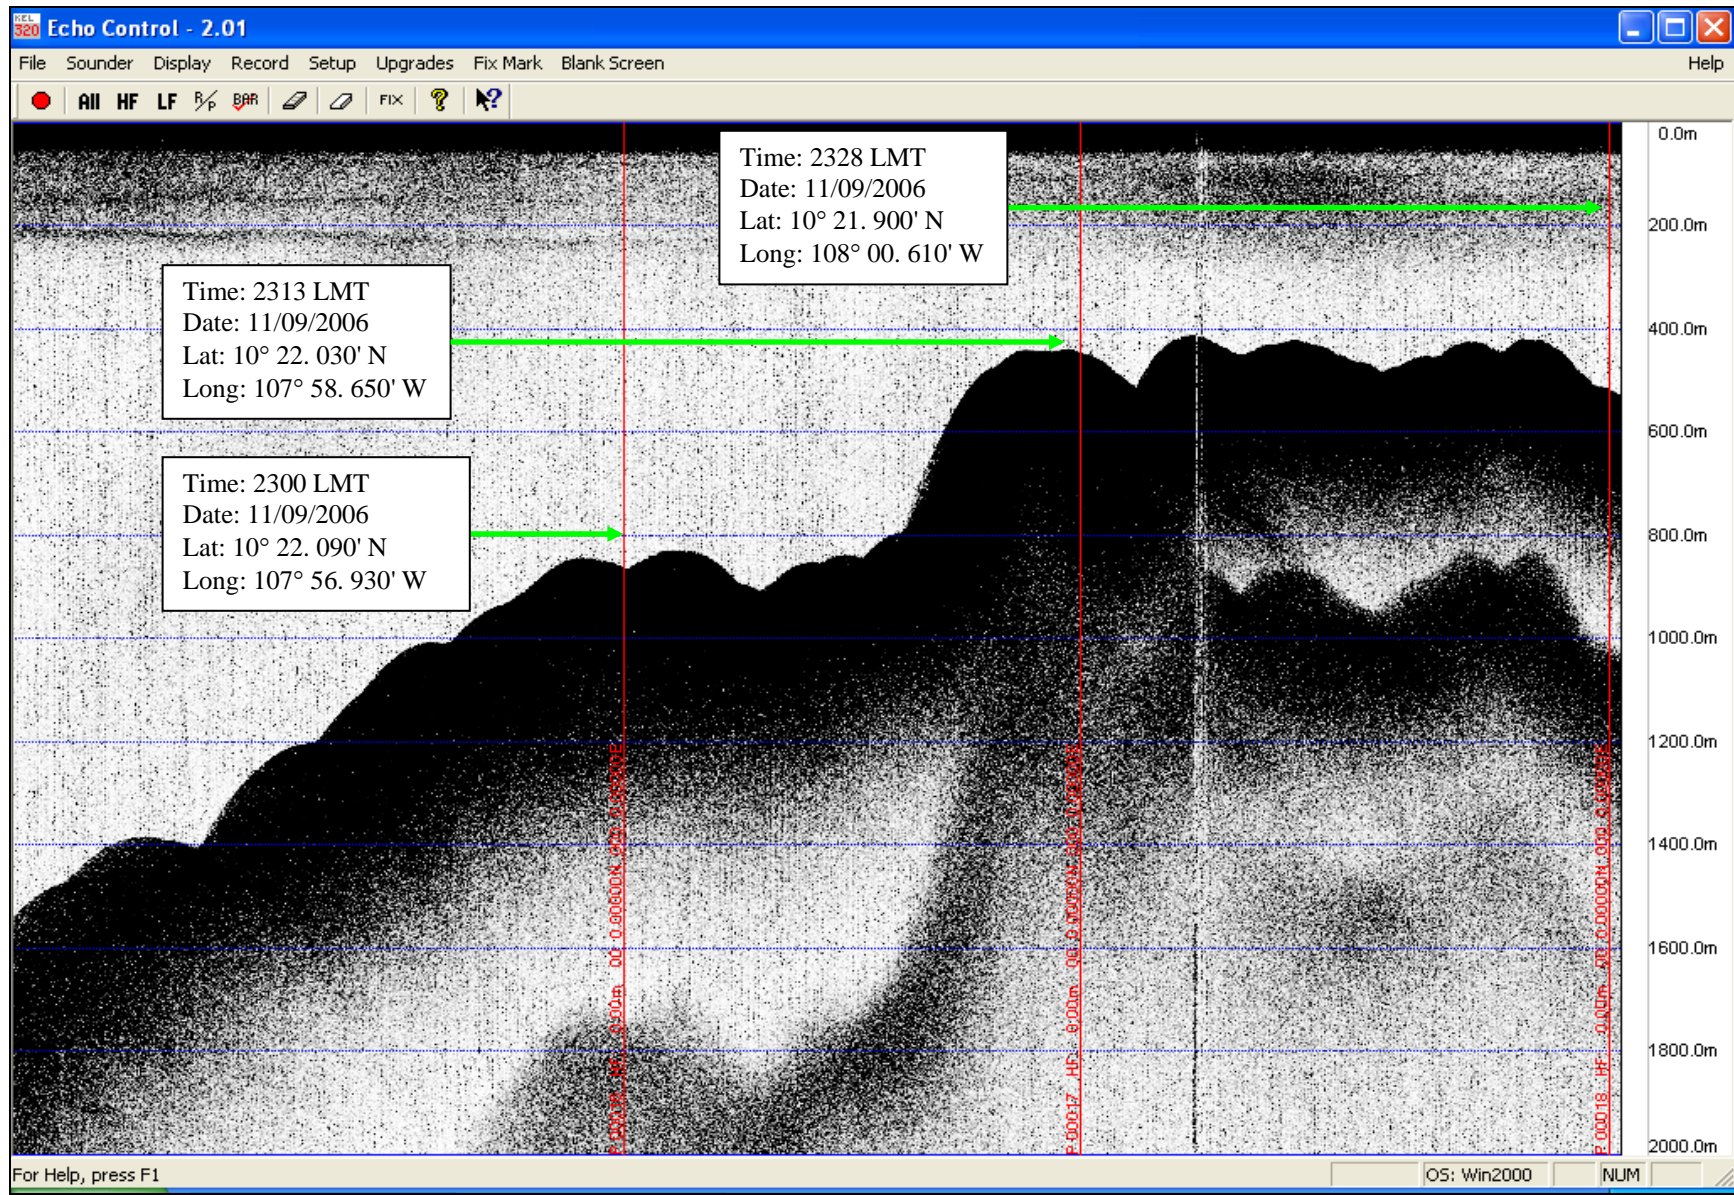 KEL
320 Echo Control - 2.01
File Sounder Display Record Setup Upgrades Fix Mark Blank Screen Help
All HF LF R/P BAR FIX
Time: 2328 LMT
Date: 11/09/2006
Lat: 10° 21. 900' N
Long: 108° 00. 610' W
Time: 2313 LMT
Date: 11/09/2006
Lat: 10° 22. 030' N
Long: 107° 58. 650' W
Time: 2300 LMT
Date: 11/09/2006
Lat: 10° 22. 090' N
Long: 107° 56. 930' W
0.0m
200.0m
400.0m
600.0m
800.0m
1000.0m
1200.0m
1400.0m
1600.0m
1800.0m
2000.0m
For Help, press F1
OS: Win2000
NUM